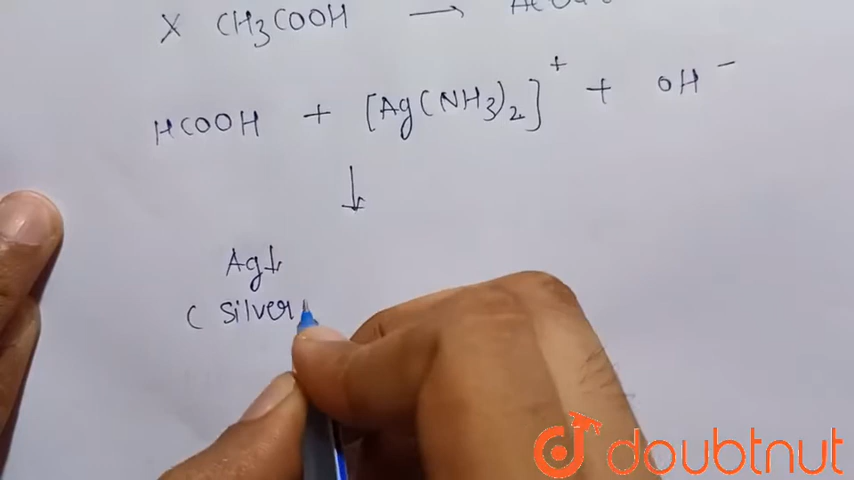 X CH3COOH →
HCOOH + [Ag(NH3)2]+ + OH-
↓
Ag↓
( Silver
doubtnut